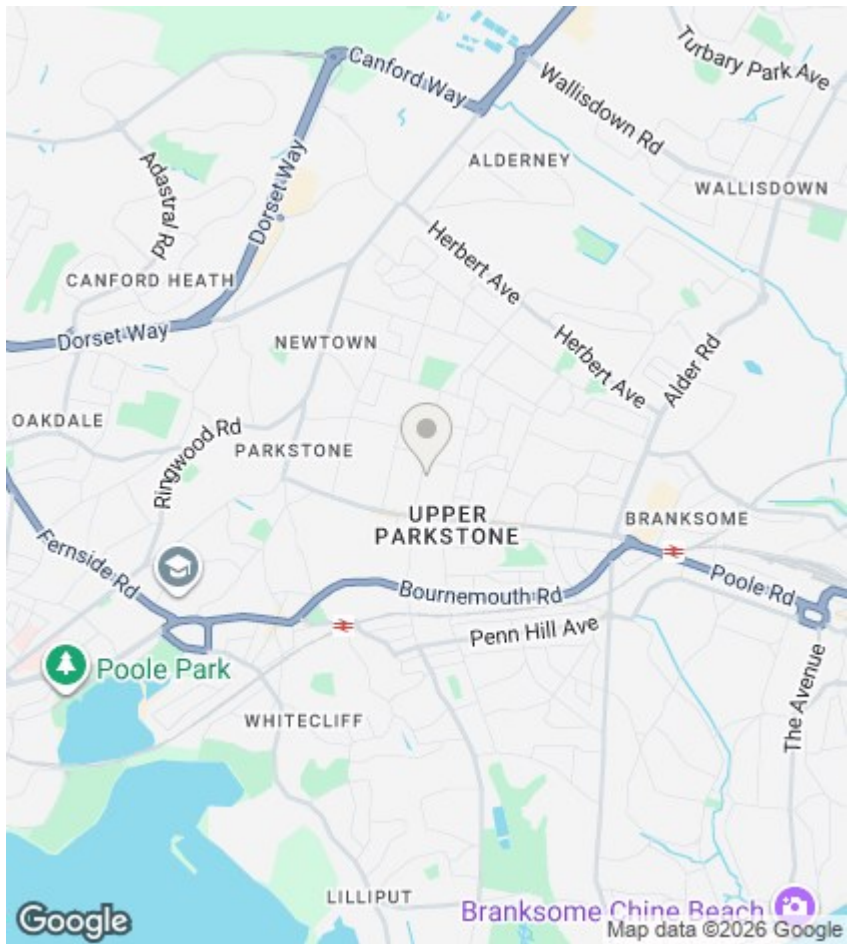 Turbary Park Ave
Canford Way
Wallisdown Rd
ALDERNEY
WALLISDOWN
Adastral Rd
Dorset Way
Herbert Ave
CANFORD HEATH
Dorset Way
NEWTOWN
Herbert Ave
Alder Rd
OAKDALE
Ringwood Rd
PARKSTONE
UPPER
PARKSTONE
BRANKSOME
Fernside Rd
Bournemouth Rd
Poole Rd
Penn Hill Ave
Poole Park
The Avenue
WHITECLIFF
LILLIPUT
Branksome Chine Beach
Google
Map data ©2026 Google